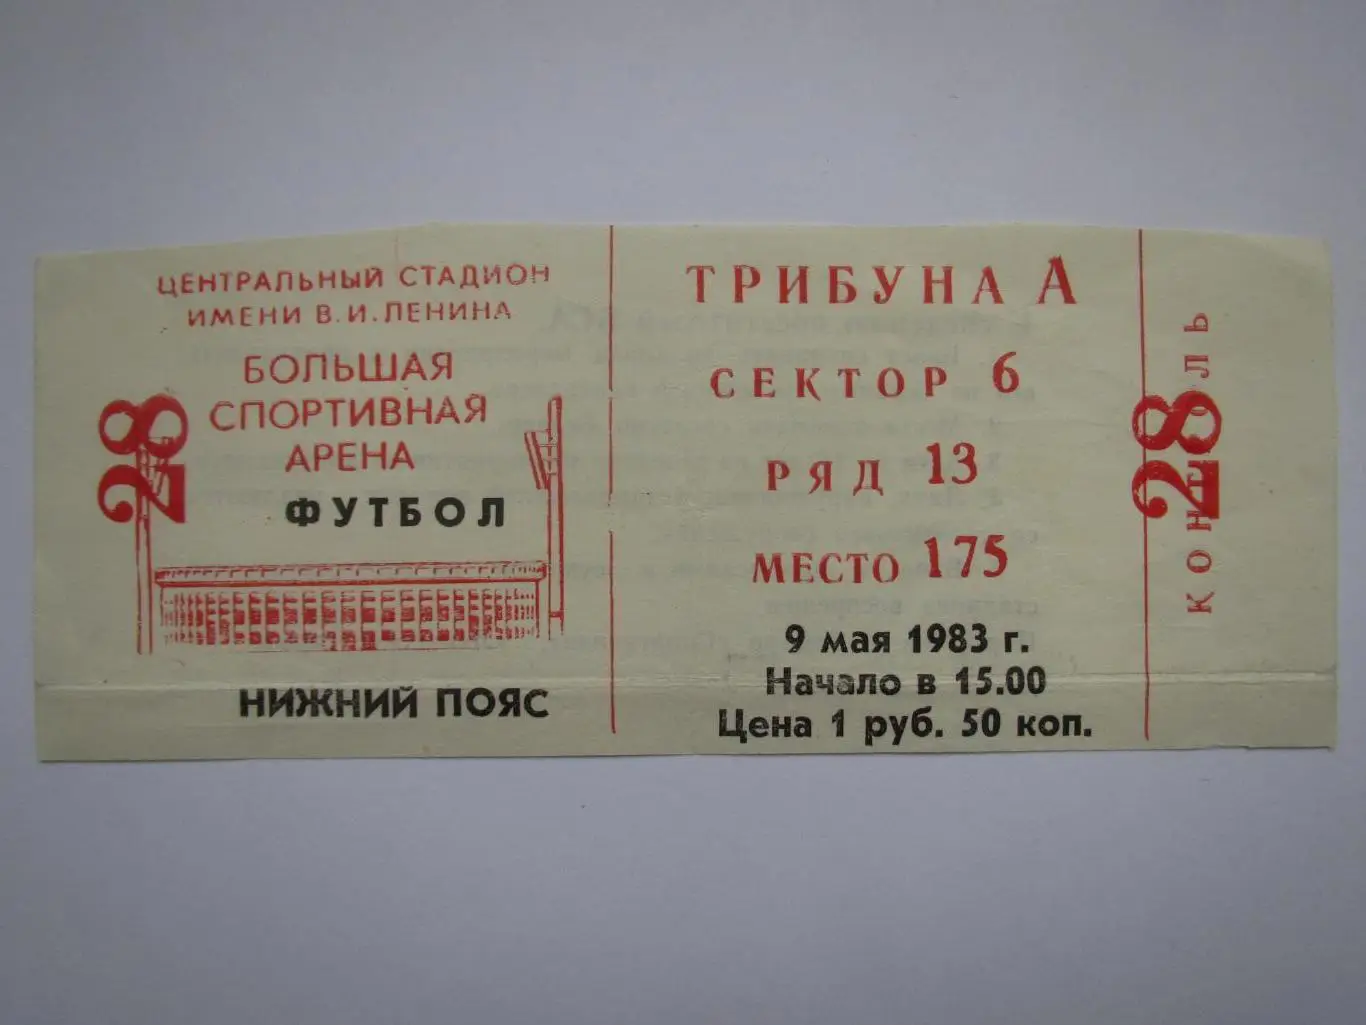 ЦЕНТРАЛЬНЫЙ СТАДИОН
ИМЕНИ В. И. ЛЕНИНА
БОЛЬШАЯ
СПОРТИВНАЯ
АРЕНА
28
ФУТБОЛ
НИЖНИЙ ПОЯС
ТРИБУНА А
СЕКТОР 6
РЯД 13
МЕСТО 175
9 мая 1983 г.
Начало в 15.00
Цена 1 руб. 50 коп.
КОНТРОЛЬ
28